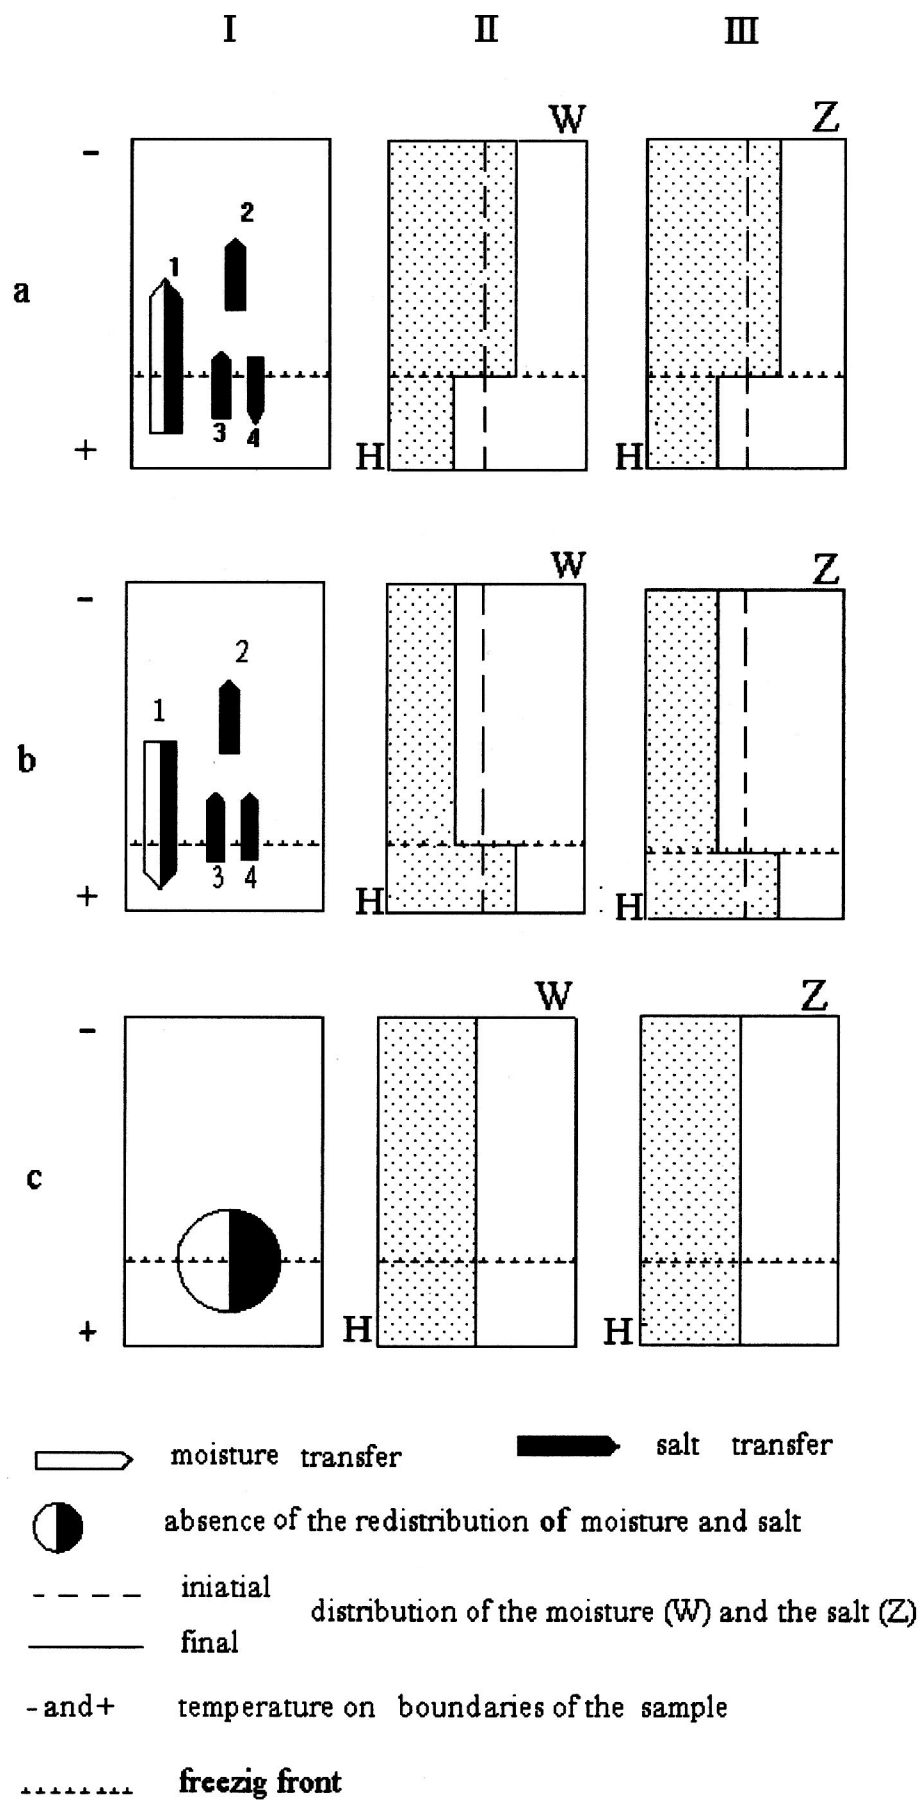 I II III
W Z
-
2
1
a
3 4
+ H H
W Z
-
2
1
b
3 4
+ H H
W Z
-
c
+ H H
moisture transfer salt transfer
absence of the redistribution of moisture and salt
iniatial
distribution of the moisture (W) and the salt (Z)
final
- and + temperature on boundaries of the sample
freezig front